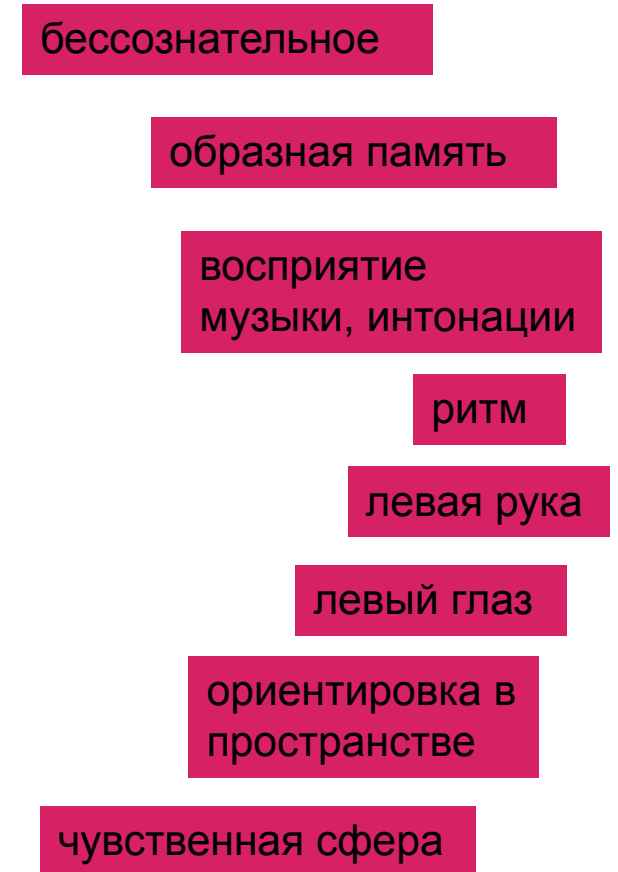 бессознательное
образная память
восприятие
музыки, интонации
ритм
левая рука
левый глаз
ориентировка в
пространстве
чувственная сфера